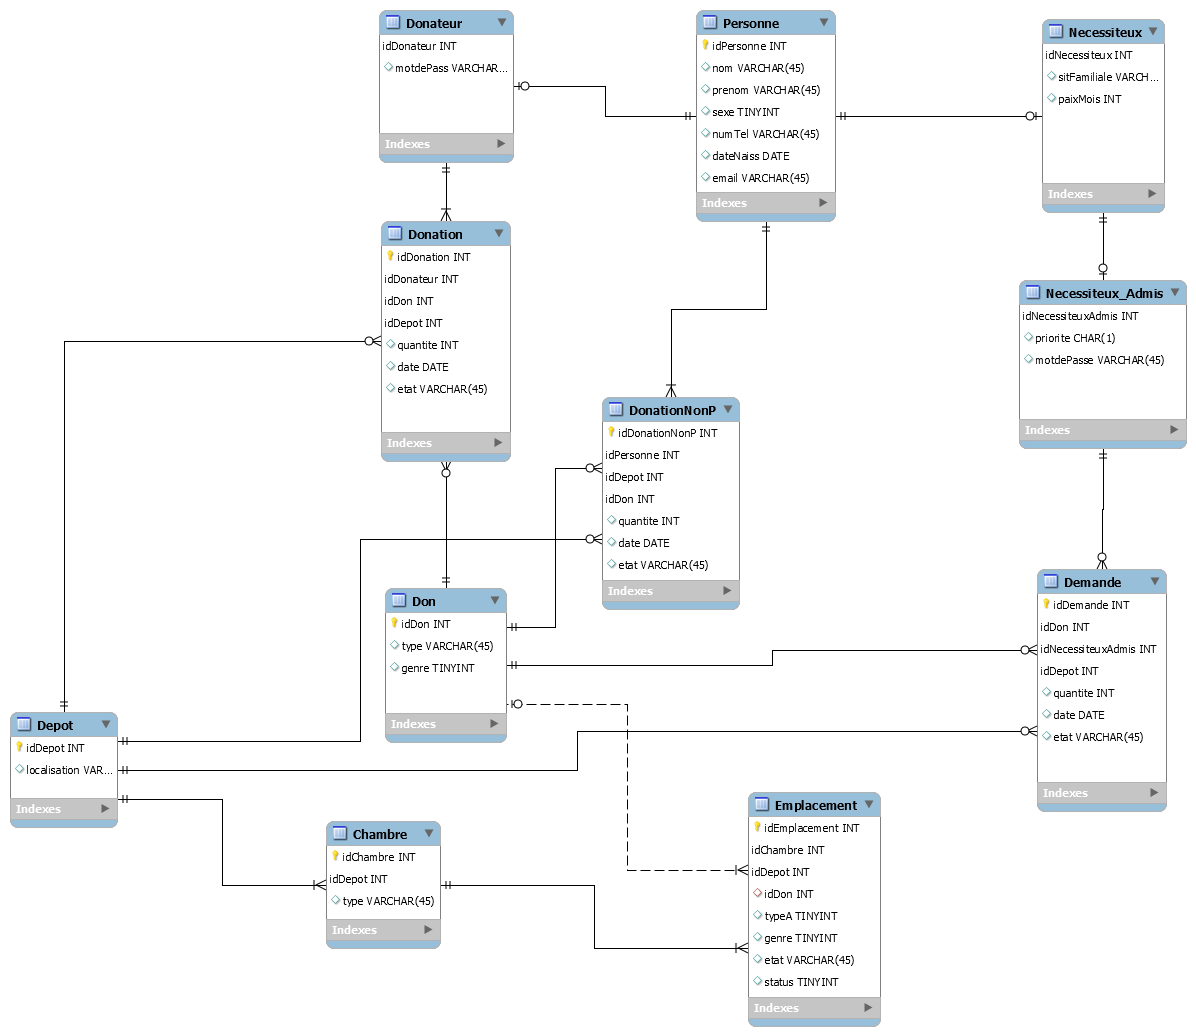 Donateur
idDonateur INT
motdePass VARCHAR...
Indexes
Personne
idPersonne INT
nom VARCHAR(45)
prenom VARCHAR(45)
sexe TINYINT
numTel VARCHAR(45)
dateNaiss DATE
email VARCHAR(45)
Indexes
Necessiteux
idNecessiteux INT
sitFamiliale VARCH...
paixMois INT
Indexes
Donation
idDonation INT
idDonateur INT
idDon INT
idDepot INT
quantite INT
date DATE
etat VARCHAR(45)
Indexes
Necessiteux_Admis
idNecessiteuxAdmis INT
priorite CHAR(1)
motdePasse VARCHAR(45)
Indexes
DonationNonP
idDonationNonP INT
idPersonne INT
idDepot INT
idDon INT
quantite INT
date DATE
etat VARCHAR(45)
Indexes
Don
idDon INT
type VARCHAR(45)
genre TINYINT
Indexes
Demande
idDemande INT
idDon INT
idNecessiteuxAdmis INT
idDepot INT
quantite INT
date DATE
etat VARCHAR(45)
Indexes
Depot
idDepot INT
localisation VAR...
Indexes
Chambre
idChambre INT
idDepot INT
type VARCHAR(45)
Indexes
Emplacement
idEmplacement INT
idChambre INT
idDepot INT
idDon INT
typeA TINYINT
genre TINYINT
etat VARCHAR(45)
status TINYINT
Indexes